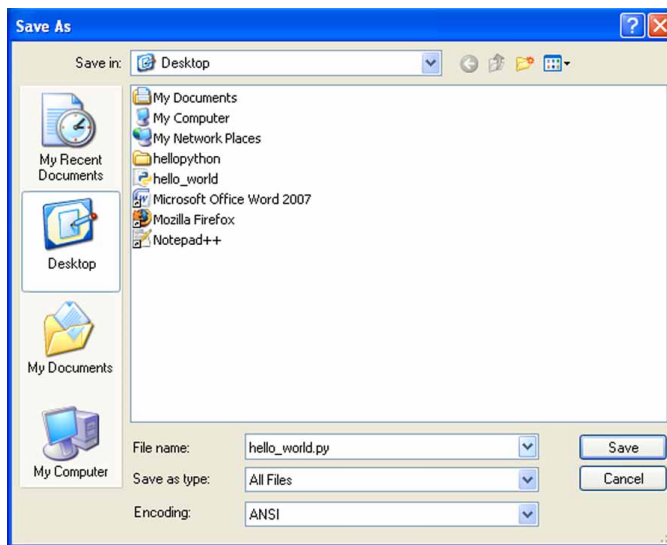 Save As
Save in: Desktop
My Documents
My Computer
My Network Places
hellopython
hello_world
Microsoft Office Word 2007
Mozilla Firefox
Notepad++
My Recent
Documents
Desktop
My Documents
My Computer
File name: hello_world.py Save
Save as type: All Files Cancel
Encoding: ANSI